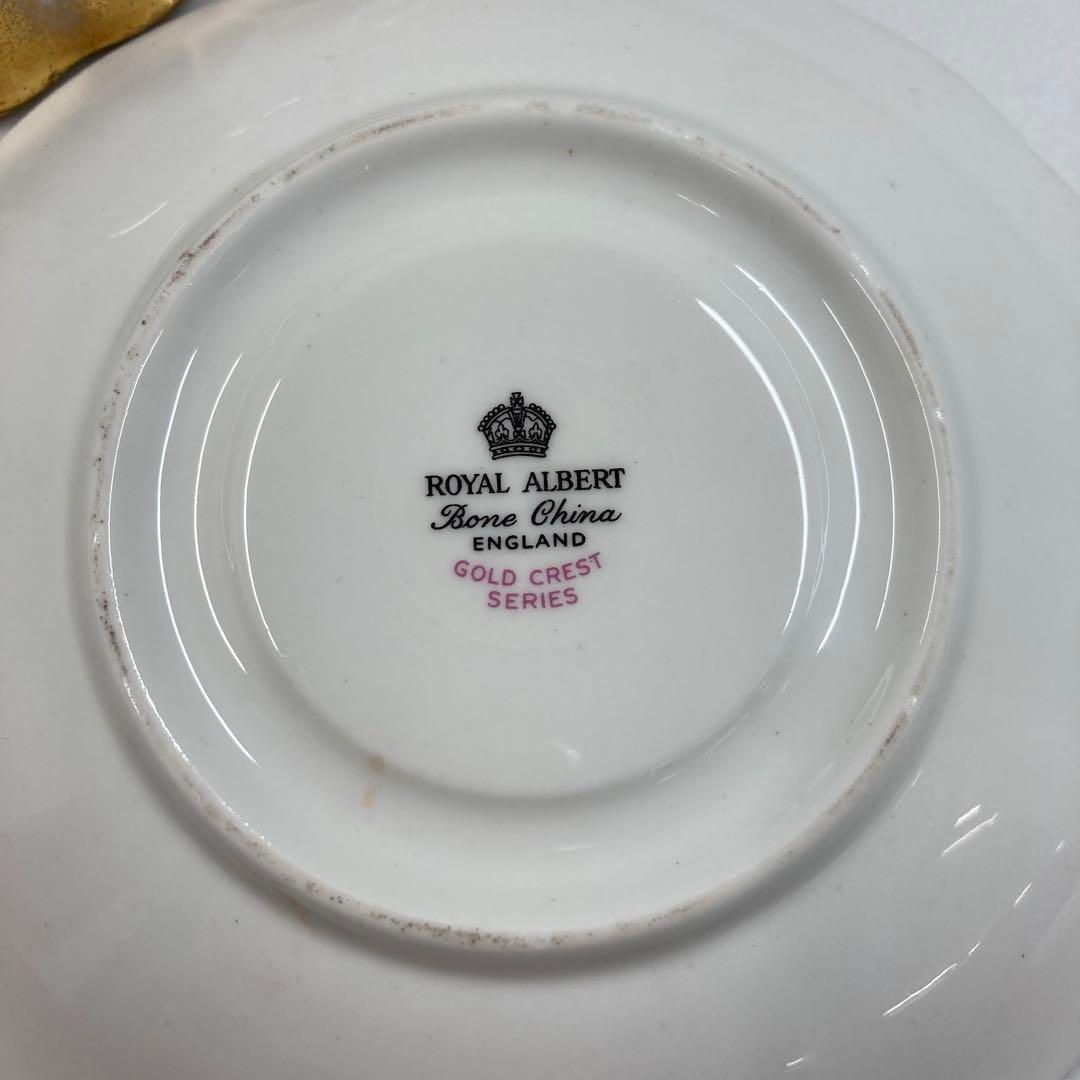 ROYAL ALBERT
Bone China
ENGLAND
GOLD CREST
SERIES